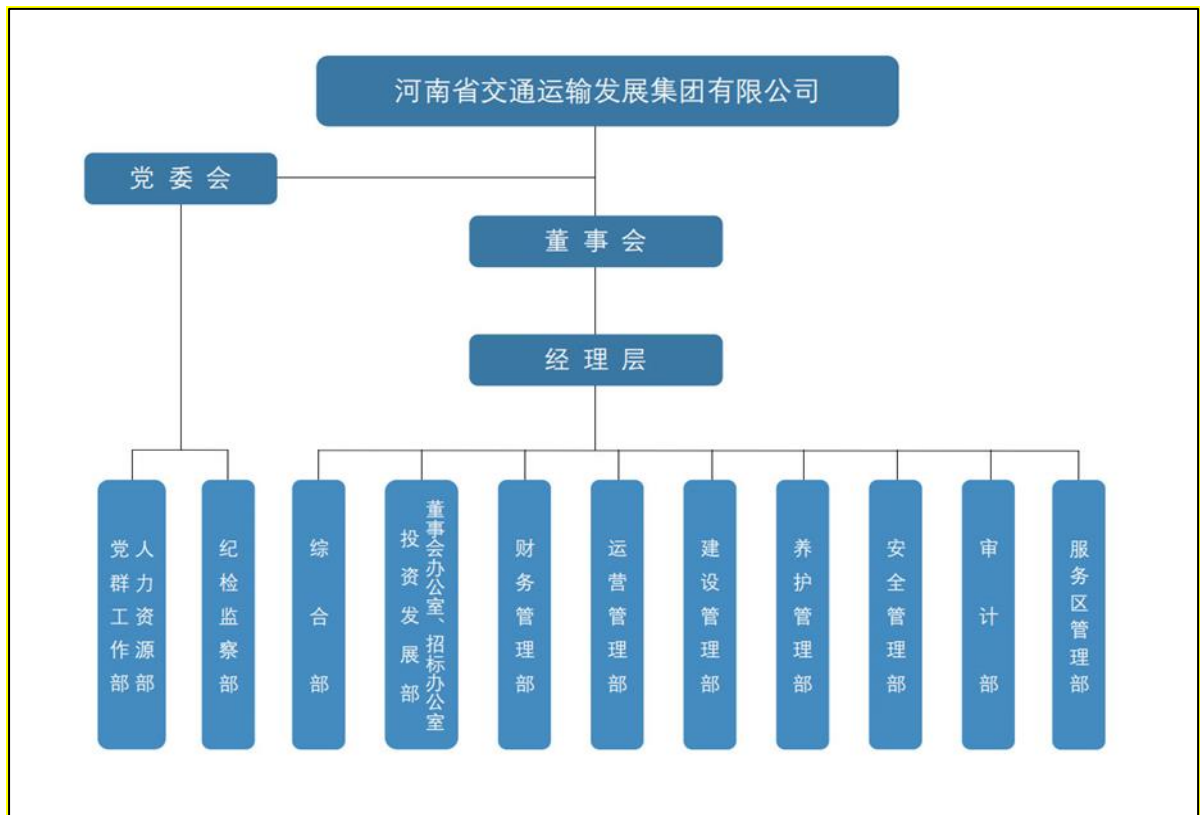 河南省交通运输发展集团有限公司
党委会
董事会
经理层
党群工作部
人力资源部
纪检监察部
综合部
投资发展部
董事会办公室、招标办公室
财务管理部
运营管理部
建设管理部
养护管理部
安全管理部
审计部
服务区管理部